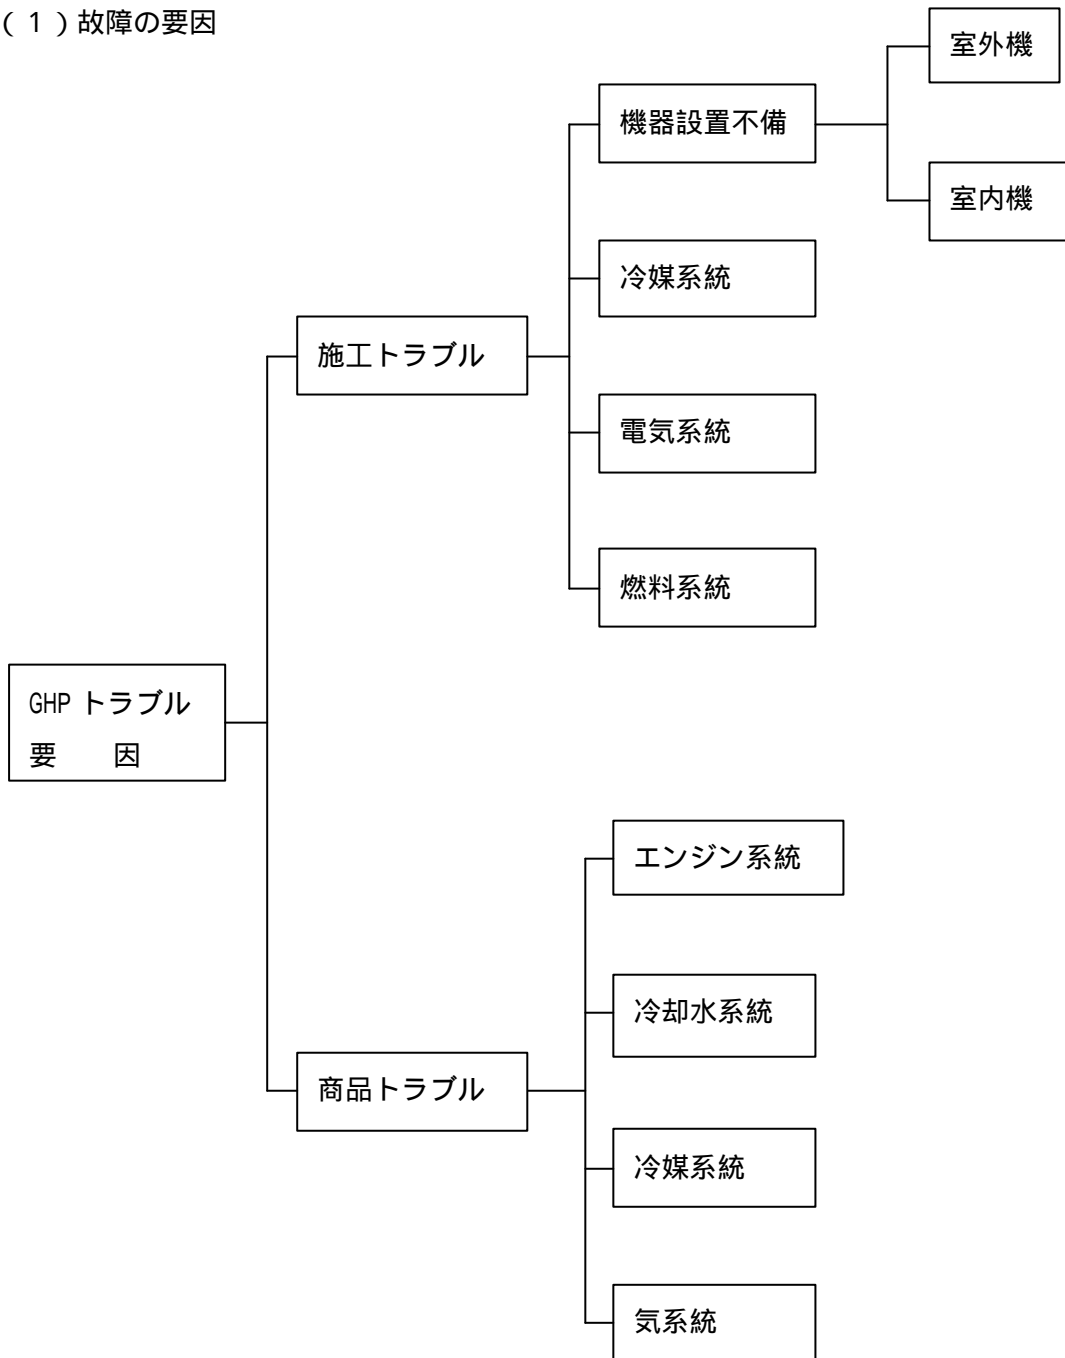 （１）故障の要因
室外機
機器設置不備
室内機
冷媒系統
施工トラブル
電気系統
燃料系統
GHP トラブル
要　　因
エンジン系統
冷却水系統
商品トラブル
冷媒系統
気系統